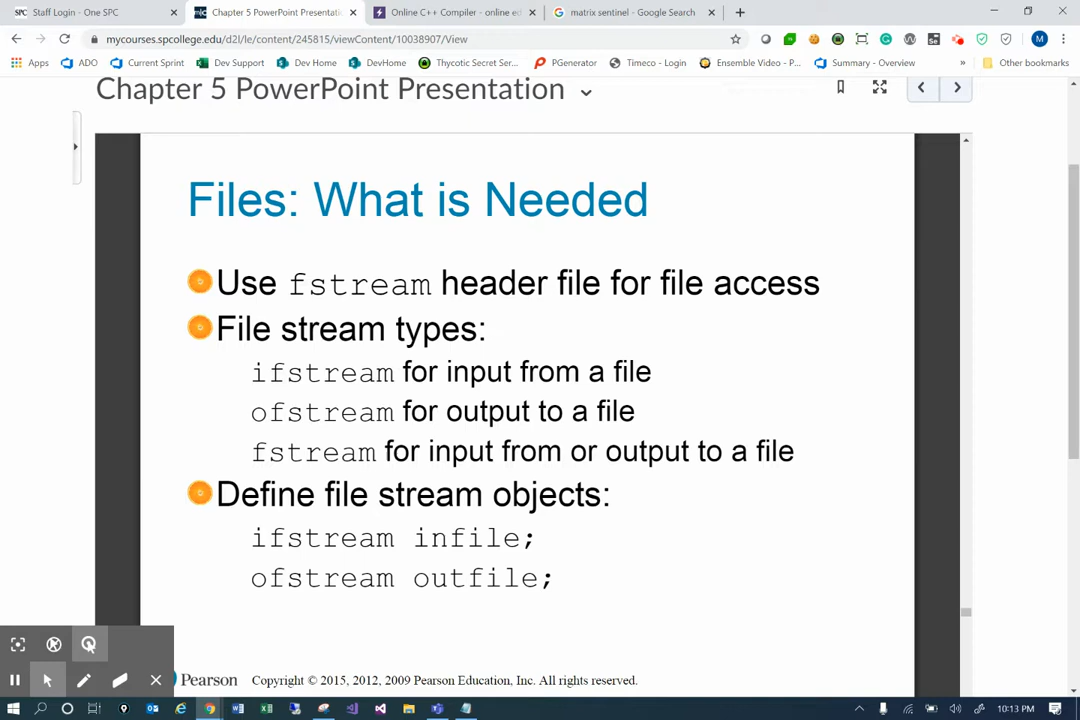 Staff Login - One SPC
Chapter 5 PowerPoint Presentati
Online C++ Compiler - online ed
matrix sentinel - Google Search
mycourses.spcollege.edu/d2l/le/content/245815/viewContent/10038907/View
Apps ADO Current Sprint Dev Support Dev Home DevHome Thycotic Secret Ser... PGenerator Timeco - Login Ensemble Video - P... Summary - Overview » Other bookmarks
Chapter 5 PowerPoint Presentation
Files: What is Needed
Use fstream header file for file access
File stream types:
ifstream for input from a file
ofstream for output to a file
fstream for input from or output to a file
Define file stream objects:
ifstream infile;
ofstream outfile;
Pearson Copyright © 2015, 2012, 2009 Pearson Education, Inc. All rights reserved.
10:13 PM